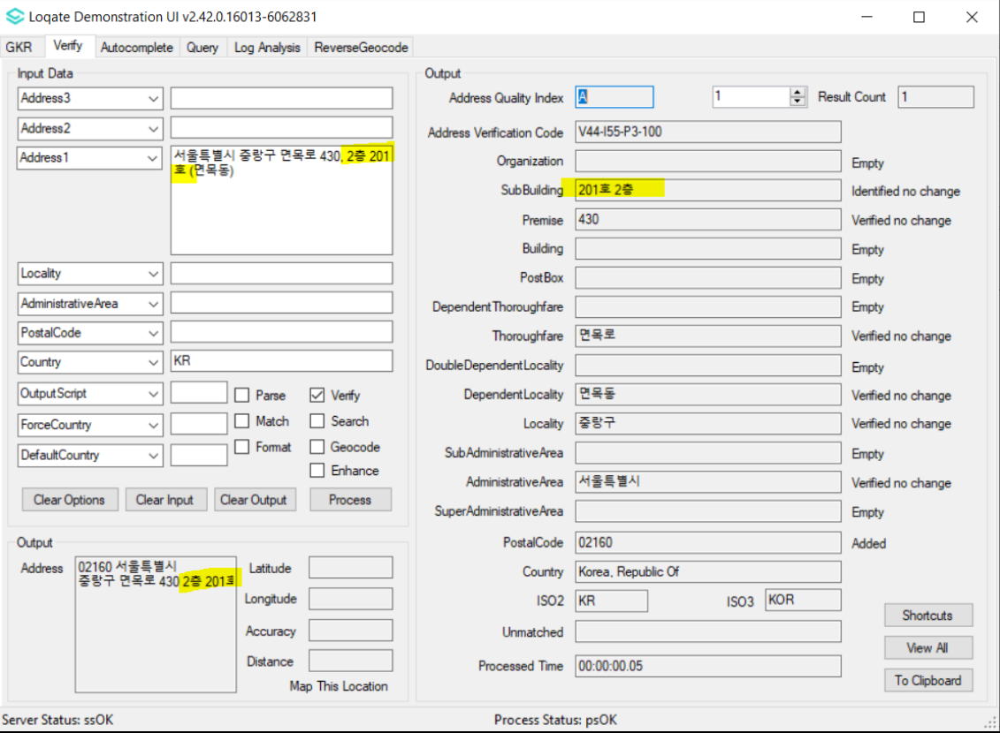 Loqate Demonstration UI v2.42.0.16013-6062831
GKR Verify Autocomplete Query Log Analysis ReverseGeocode
Input Data
Address3
Address2
Address1 서울특별시 중랑구 면목로 430, 2층 201
호 (면목동)
Locality
AdministrativeArea
PostalCode
Country KR
OutputScript Parse Verify
ForceCountry Match Search
DefaultCountry Format Geocode
Enhance
Clear Options Clear Input Clear Output Process
Output
Address 02160 서울특별시
중랑구 면목로 430 2층 201호
Latitude
Longitude
Accuracy
Distance
Map This Location
Output
Address Quality Index A 1 Result Count 1
Address Verification Code V44-I55-P3-100
Organization Empty
SubBuilding 201호 2층 Identified no change
Premise 430 Verified no change
Building Empty
PostBox Empty
DependentThoroughfare Empty
Thoroughfare 면목로 Verified no change
DoubleDependentLocality Empty
DependentLocality 면목동 Verified no change
Locality 중랑구 Verified no change
SubAdministrativeArea Empty
AdministrativeArea 서울특별시 Verified no change
SuperAdministrativeArea Empty
PostalCode 02160 Added
Country Korea, Republic Of
ISO2 KR ISO3 KOR
Unmatched
Processed Time 00:00:00.05
Shortcuts
View All
To Clipboard
Server Status: ssOK Process Status: psOK